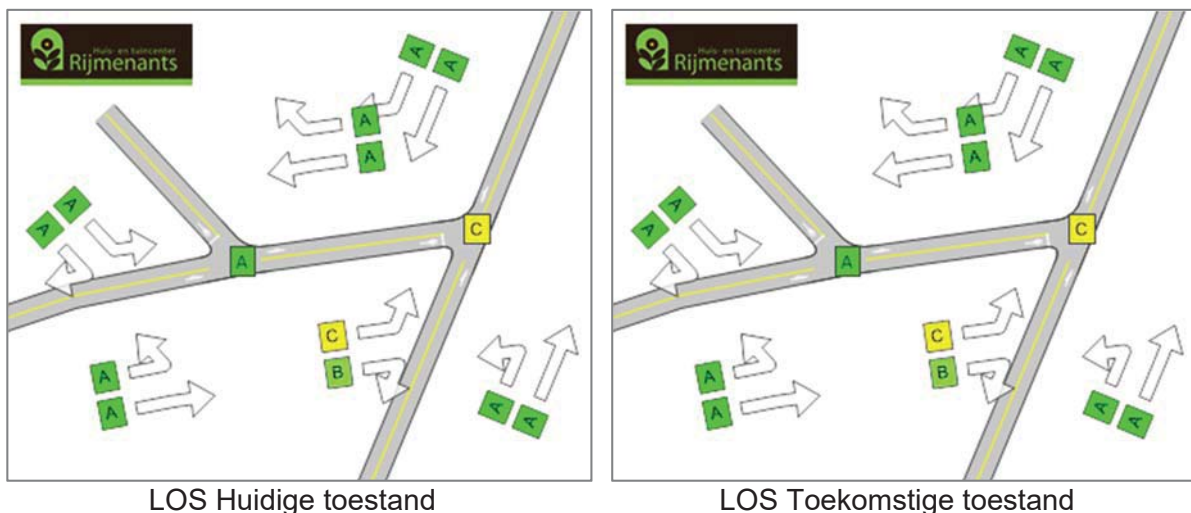 Huis- en tuincenter
Rijmenants
A
A
A
A
A
A
C
A
C
B
A
A
A
A
LOS Huidige toestand
Huis- en tuincenter
Rijmenants
A
A
A
A
A
A
C
A
C
B
A
A
A
A
LOS Toekomstige toestand